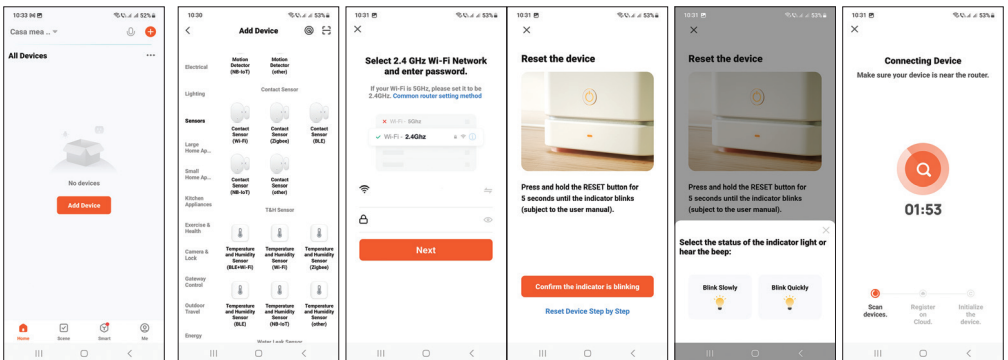 10:33
52%
Casa mea ..
All Devices
No devices
Add Device
Home
Scene
Smart
Me
10:30
53%
Add Device
Electrical
Lighting
Sensors
Large
Home Ap...
Small
Home Ap...
Kitchen
Appliances
Exercise &
Health
Camera &
Lock
Gateway
Control
Outdoor
Travel
Energy
Motion
Detector
(NB-IoT)
Motion
Detector
(other)
Contact Sensor
Contact
Sensor
(Wi-Fi)
Contact
Sensor
(Zigbee)
Contact
Sensor
(BLE)
Contact
Sensor
(NB-IoT)
Contact
Sensor
(other)
T&H Sensor
Temperature
and Humidity
Sensor
(BLE+Wi-Fi)
Temperature
and Humidity
Sensor
(Wi-Fi)
Temperature
and Humidity
Sensor
(Zigbee)
Temperature
and Humidity
Sensor
(BLE)
Temperature
and Humidity
Sensor
(NB-IoT)
Temperature
and Humidity
Sensor
(other)
Water Leak Sensor
10:31
53%
Select 2.4 GHz Wi-Fi Network
and enter password.
If your Wi-Fi is 5GHz, please set it to be
2.4GHz. Common router setting method
Wi-Fi - 5Ghz
Wi-Fi - 2.4Ghz
Next
10:31
53%
Reset the device
Press and hold the RESET button for
5 seconds until the indicator blinks
(subject to the user manual).
Confirm the indicator is blinking
Reset Device Step by Step
10:31
53%
Reset the device
Press and hold the RESET button for
5 seconds until the indicator blinks
(subject to the user manual).
Select the status of the indicator light or
hear the beep:
Blink Slowly
Blink Quickly
10:31
53%
Connecting Device
Make sure your device is near the router.
01:53
Scan
devices.
Register
on
Cloud.
Initialize
the
device.